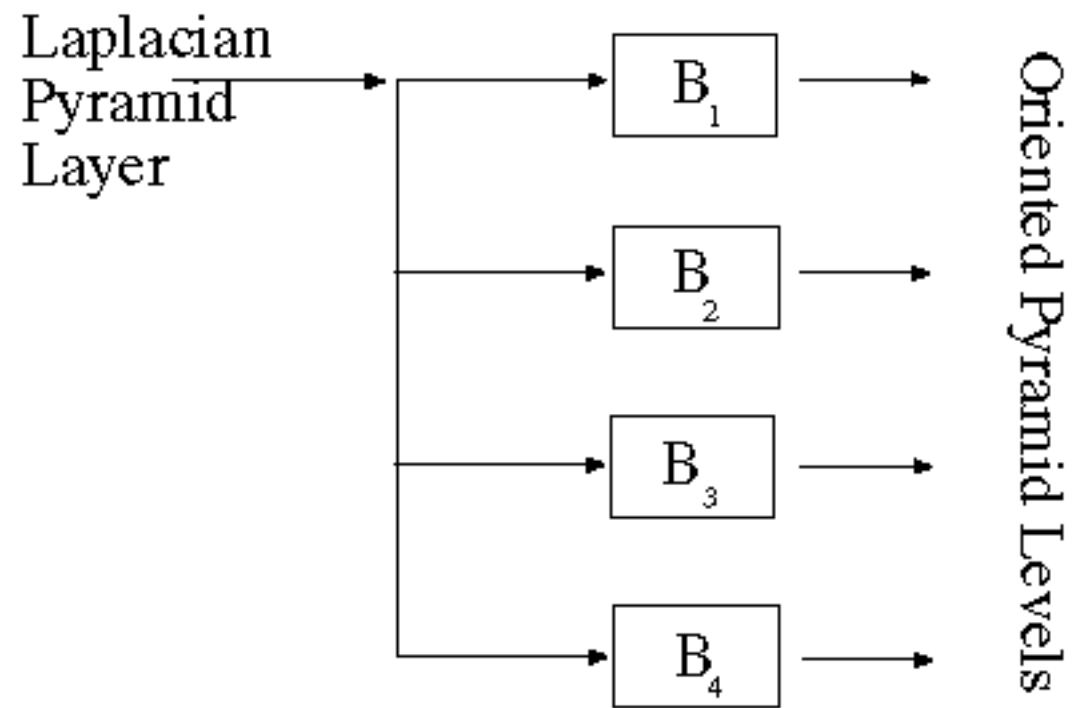 Laplacian
Pyramid
Layer
B1
B2
B3
B4
Oriented Pyramid Levels